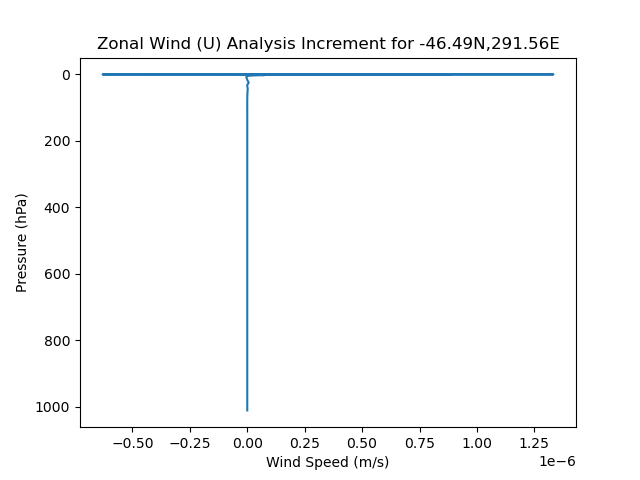 Zonal Wind (U) Analysis Increment for -46.49N,291.56E
0
200
400
600
800
1000
Pressure (hPa)
−0.50 −0.25 0.00 0.25 0.50 0.75 1.00 1.25
1e−6
Wind Speed (m/s)